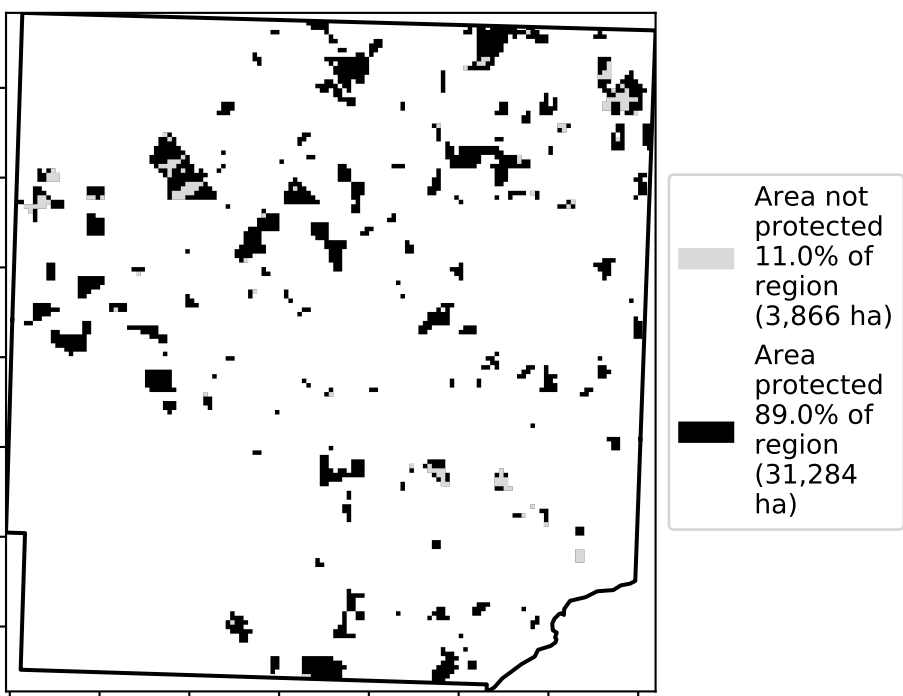 Area not
protected
11.0% of
region
(3,866 ha)
Area
protected
89.0% of
region
(31,284
ha)